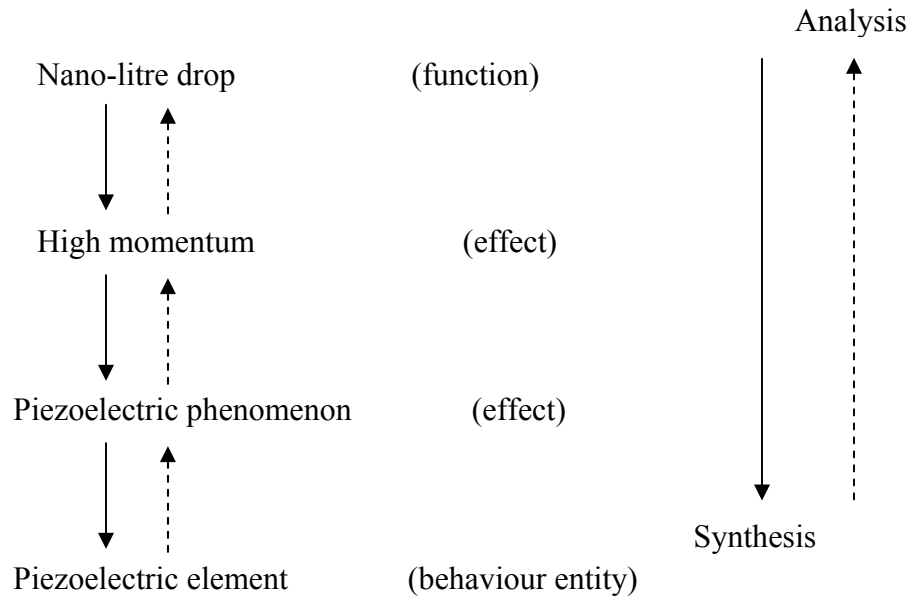 Analysis
Nano-litre drop (function)
High momentum (effect)
Piezoelectric phenomenon (effect)
Synthesis
Piezoelectric element (behaviour entity)